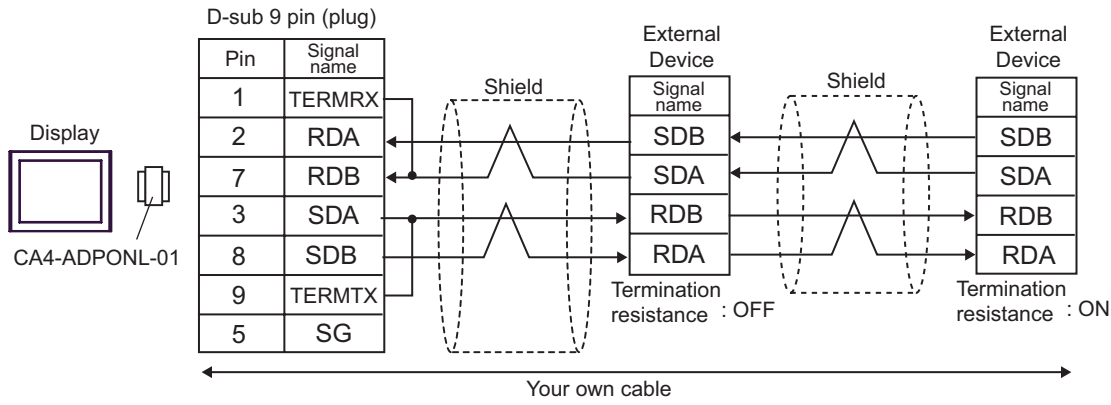 D-sub 9 pin (plug)
Pin Signal name
1 TERMRX
2 RDA
7 RDB
3 SDA
8 SDB
9 TERMTX
5 SG
Display
CA4-ADPONL-01
Shield
External Device
Signal name
SDB
SDA
RDB
RDA
Termination resistance : OFF
Shield
External Device
Signal name
SDB
SDA
RDB
RDA
Termination resistance : ON
Your own cable